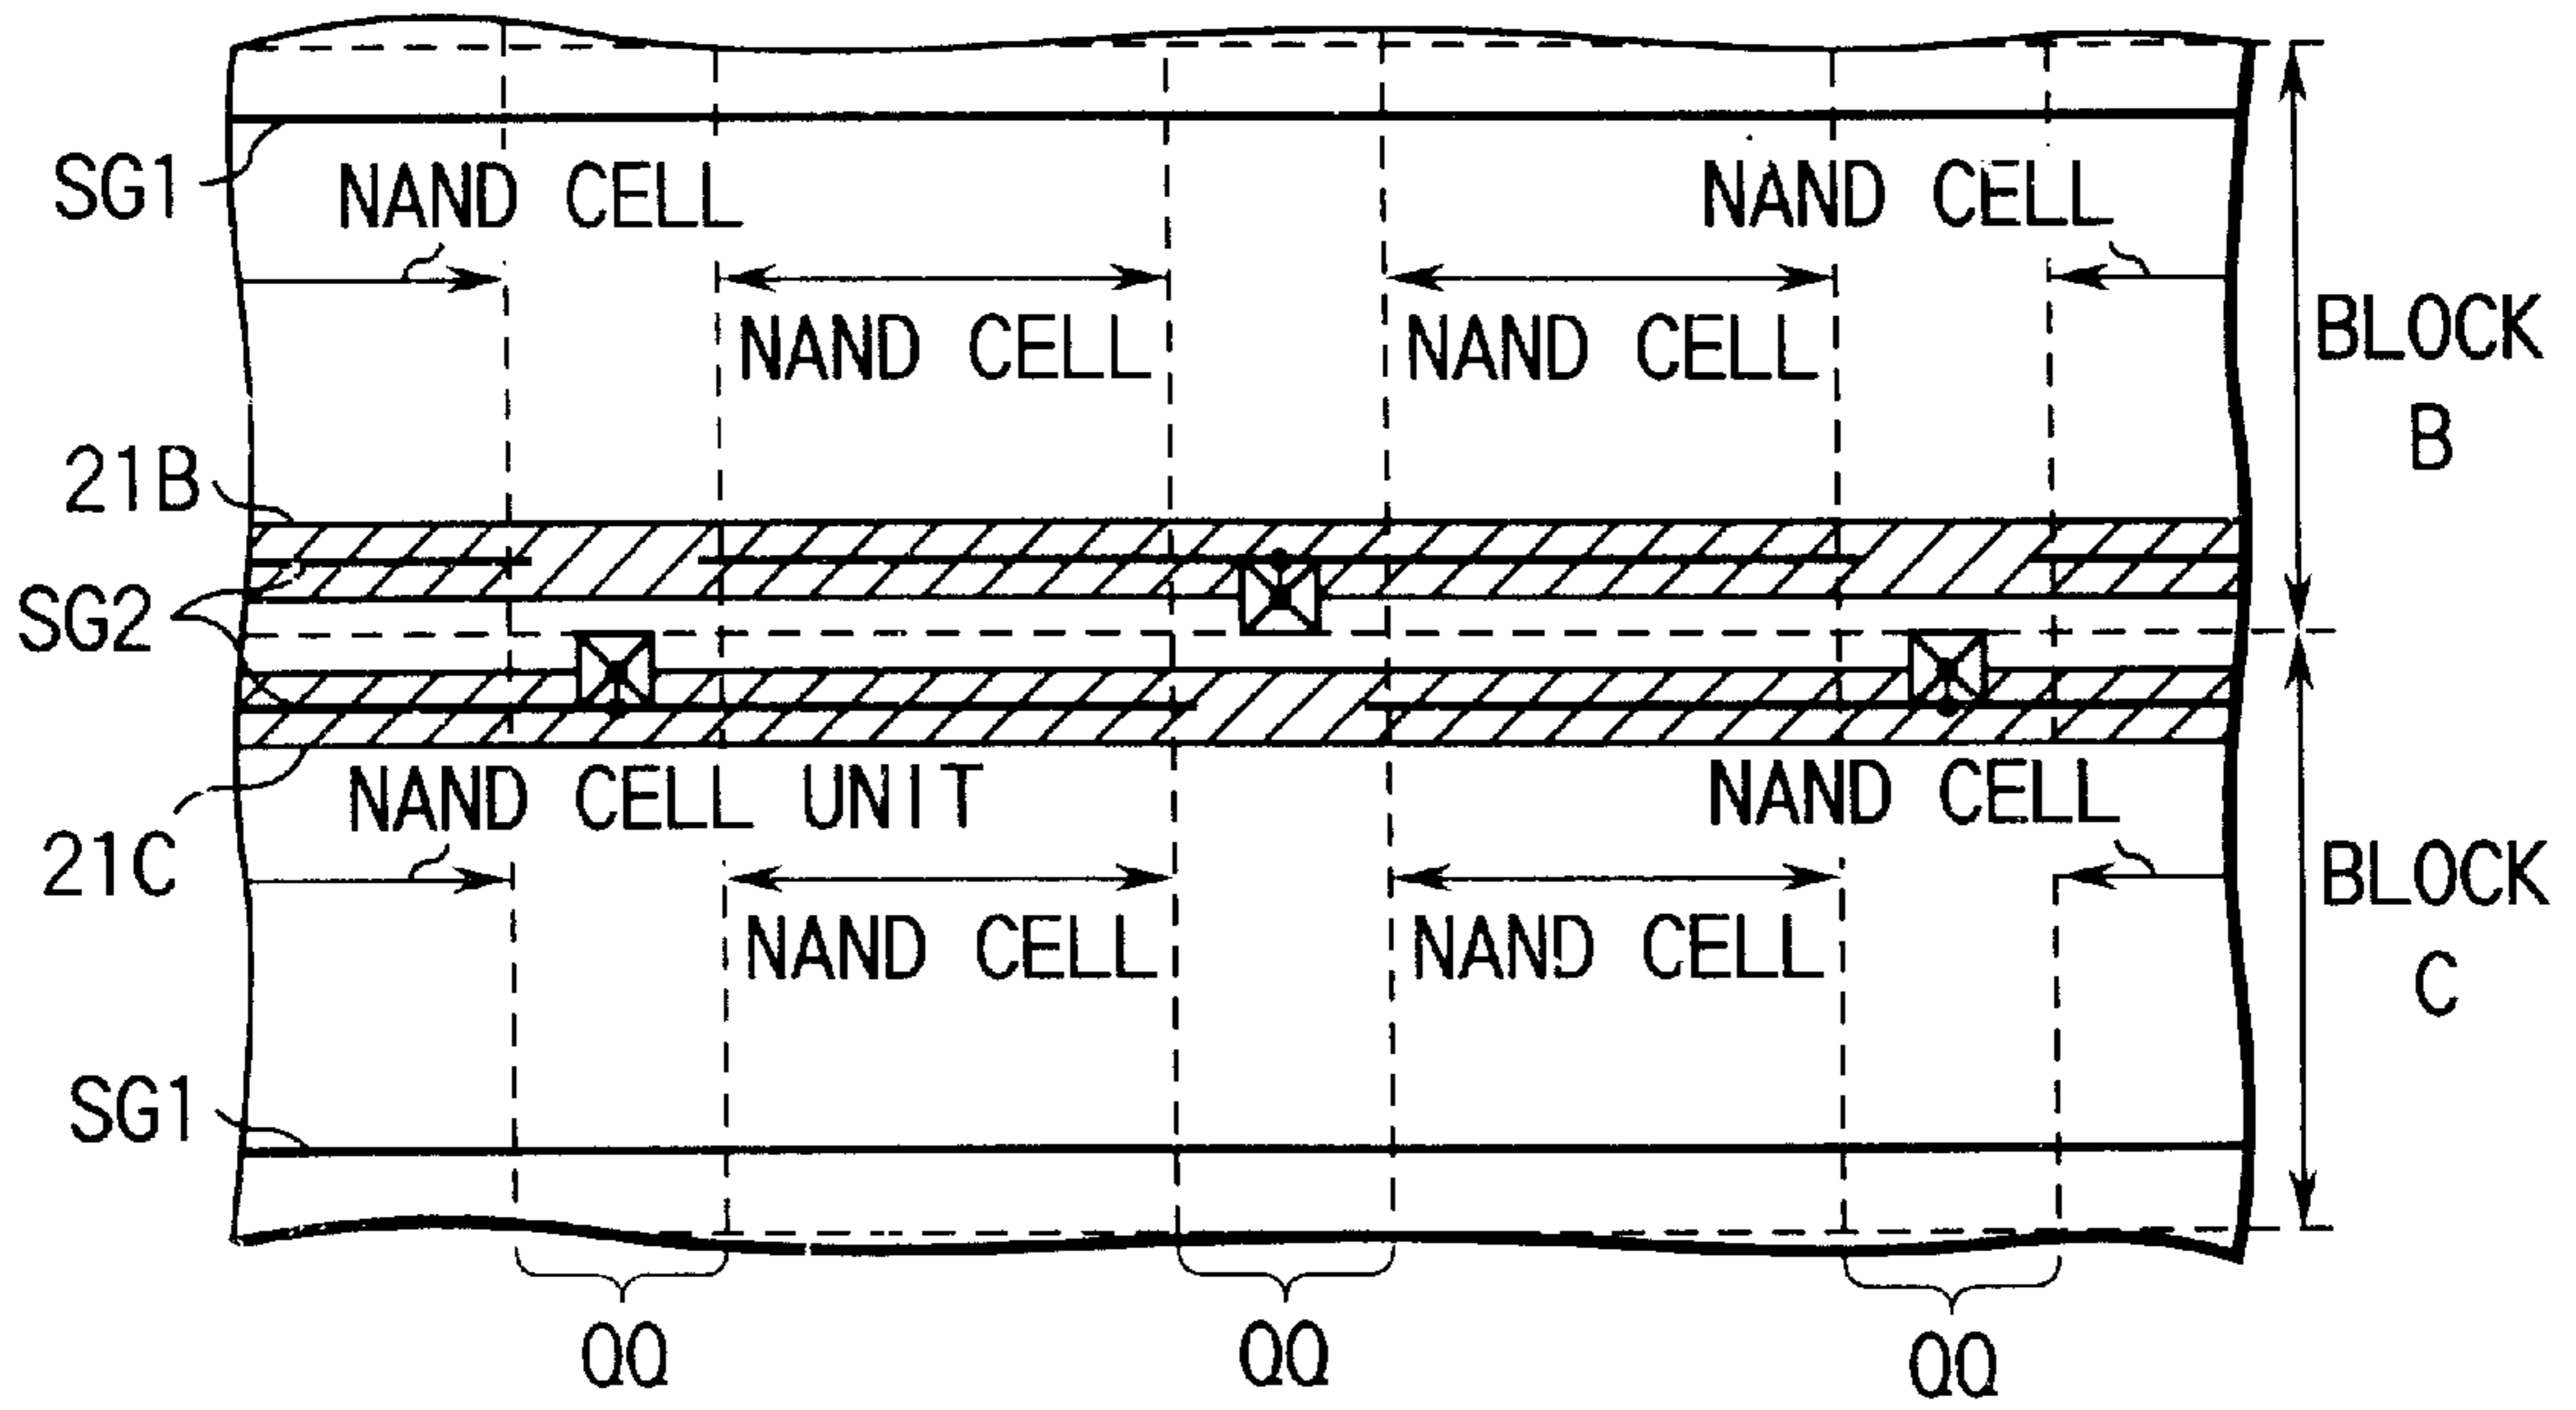 SG1
NAND CELL
NAND CELL
NAND CELL
NAND CELL
BLOCK
B
21B
SG2
21C
NAND CELL UNIT
NAND CELL
NAND CELL
NAND CELL
BLOCK
C
SG1
QQ
QQ
QQ